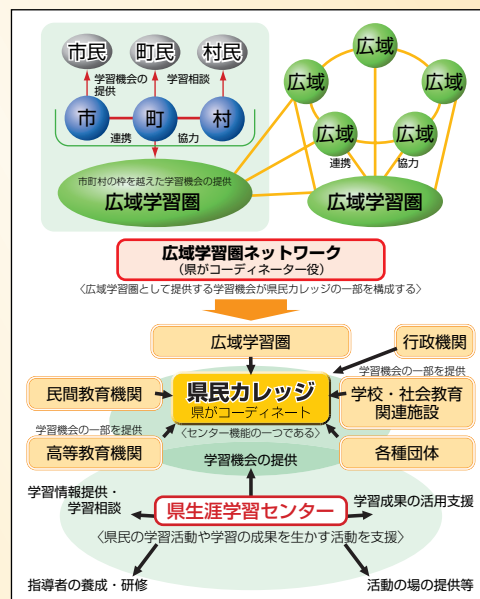 市民
町民
村民
学習機会の
提供
学習相談
市
町
村
連携
協力
市町村の枠を越えた学習機会の提供
広域学習圏
広域
広域
広域
広域
広域
連携
協力
広域学習圏
広域学習圏ネットワーク
（県がコーディネーター役）
〈広域学習圏として提供する学習機会が県民カレッジの一部を構成する〉
広域学習圏
行政機関
学習機会の一部を提供
民間教育機関
県民カレッジ
県がコーディネート
学校・社会教育
関連施設
学習機会の一部を提供
〈センター機能の一つである〉
高等教育機関
各種団体
学習機会の提供
学習情報提供・
学習相談
県生涯学習センター
学習成果の活用支援
〈県民の学習活動や学習の成果を生かす活動を支援〉
指導者の養成・研修
活動の場の提供等